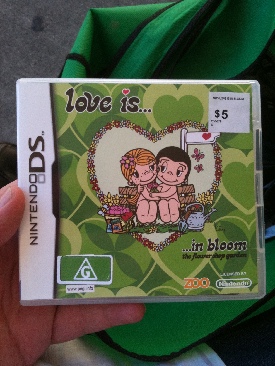 love is...
$5
NINTENDO DS
...in bloom
the flower shop garden
G
ZOO
Nintendo